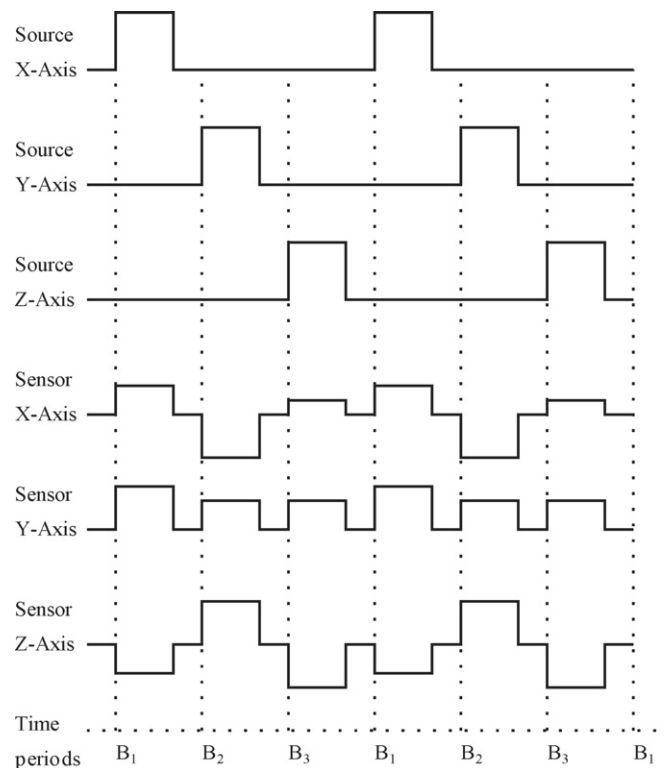 Source
X-Axis
Source
Y-Axis
Source
Z-Axis
Sensor
X-Axis
Sensor
Y-Axis
Sensor
Z-Axis
Time
periods B₁ B₂ B₃ B₁ B₂ B₃ B₁